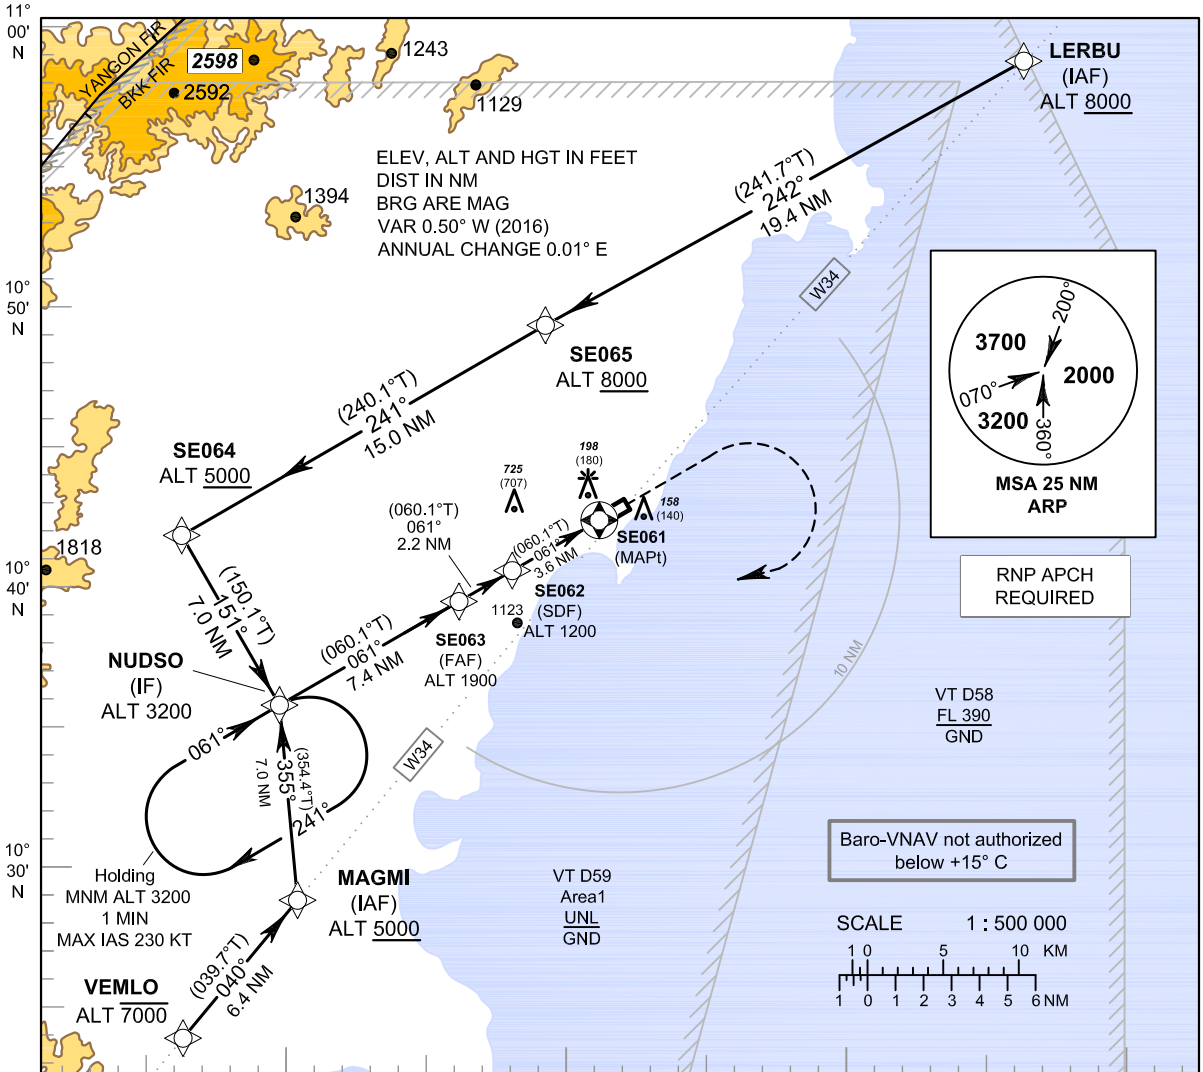 11°
00'
N
YANGON FIR
BKK FIR
2598
2592
1243
1129
1394
LERBU
(IAF)
ALT 8000
ELEV, ALT AND HGT IN FEET
DIST IN NM
BRG ARE MAG
VAR 0.50° W (2016)
ANNUAL CHANGE 0.01° E
(241.7°T)
242°
19.4 NM
10°
50'
N
W34
SE065
ALT 8000
200°
3700
2000
070°
3200
360°
MSA 25 NM
ARP
(240.1°T)
241°
15.0 NM
SE064
ALT 5000
725
(707)
198
(180)
158
(140)
(060.1°T)
061°
2.2 NM
(060.1°T)
061°
3.6 NM
SE061
(MAPt)
1818
10°
40'
N
RNP APCH
REQUIRED
(150.1°T)
151°
7.0 NM
SE062
(SDF)
ALT 1200
1123
SE063
(FAF)
ALT 1900
(060.1°T)
061°
7.4 NM
NUDSO
(IF)
ALT 3200
10 NM
VT D58
FL 390
GND
061°
W34
(354.4°T)
355°
7.0 NM
241°
10°
30'
N
Holding
MNM ALT 3200
1 MIN
MAX IAS 230 KT
MAGMI
(IAF)
ALT 5000
VT D59
Area1
UNL
GND
Baro-VNAV not authorized
below +15° C
SCALE 1 : 500 000
1 0 5 10 KM
1 0 1 2 3 4 5 6 NM
(039.7°T)
040°
6.4 NM
VEMLO
ALT 7000